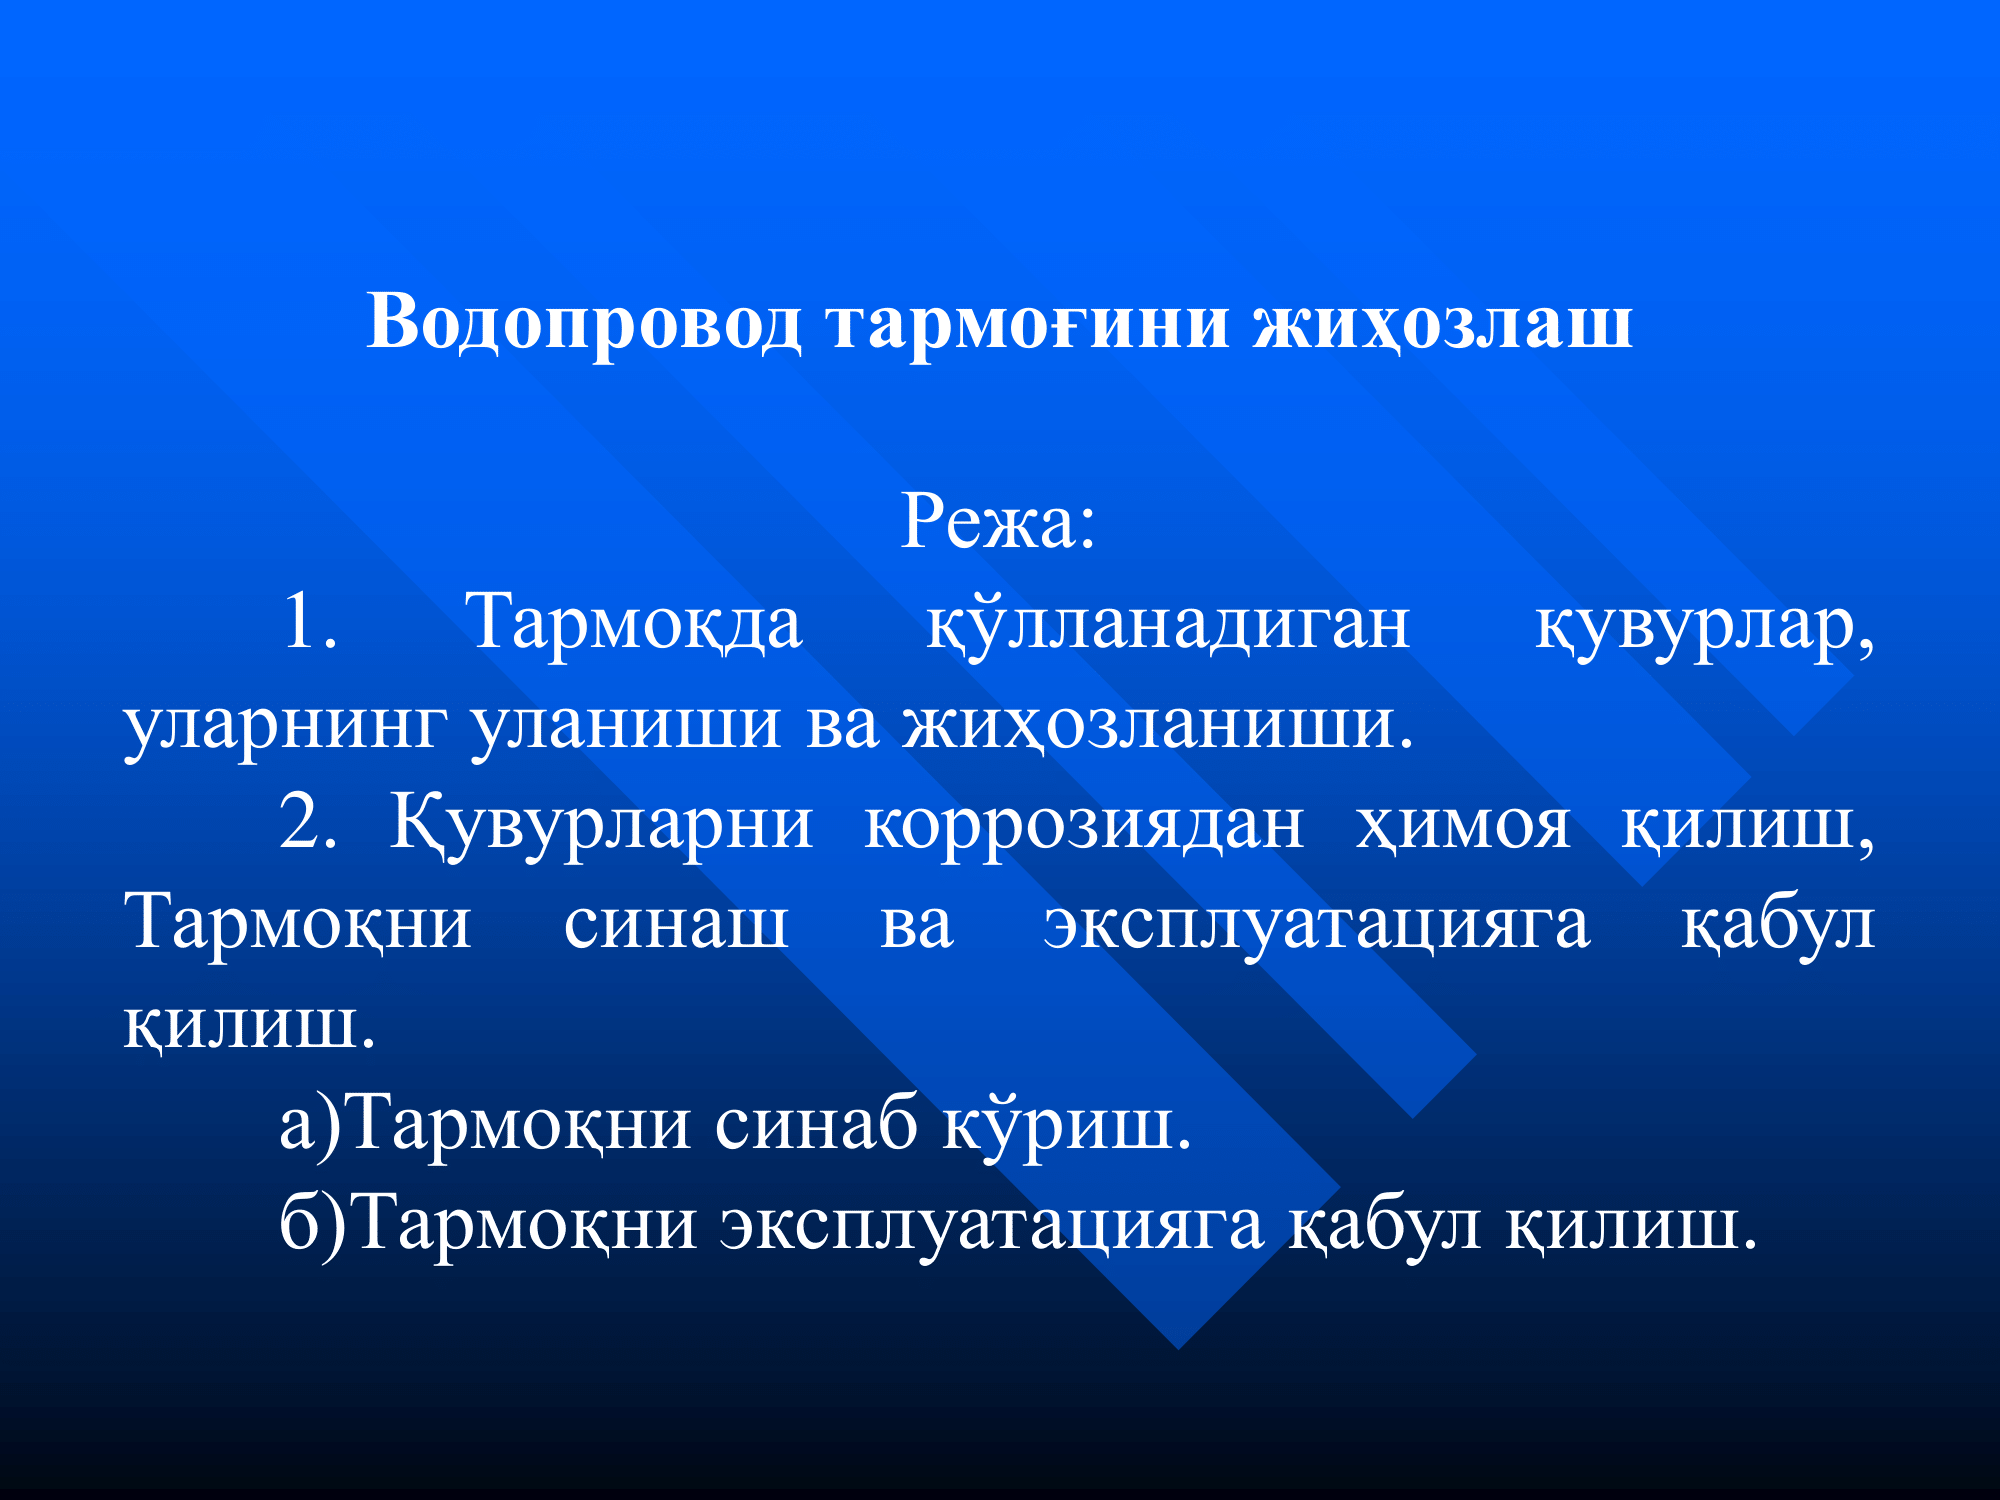 Водопровод тармоғини жиҳозлаш
Режа:
1. Тармоқда қўлланадиган қувурлар,
уларнинг уланиши ва жиҳозланиши.
2. Қувурларни коррозиядан ҳимоя қилиш,
Тармоқни синаш ва эксплуатацияга қабул
қилиш.
а)Тармоқни синаб кўриш.
б)Тармоқни эксплуатацияга қабул қилиш.